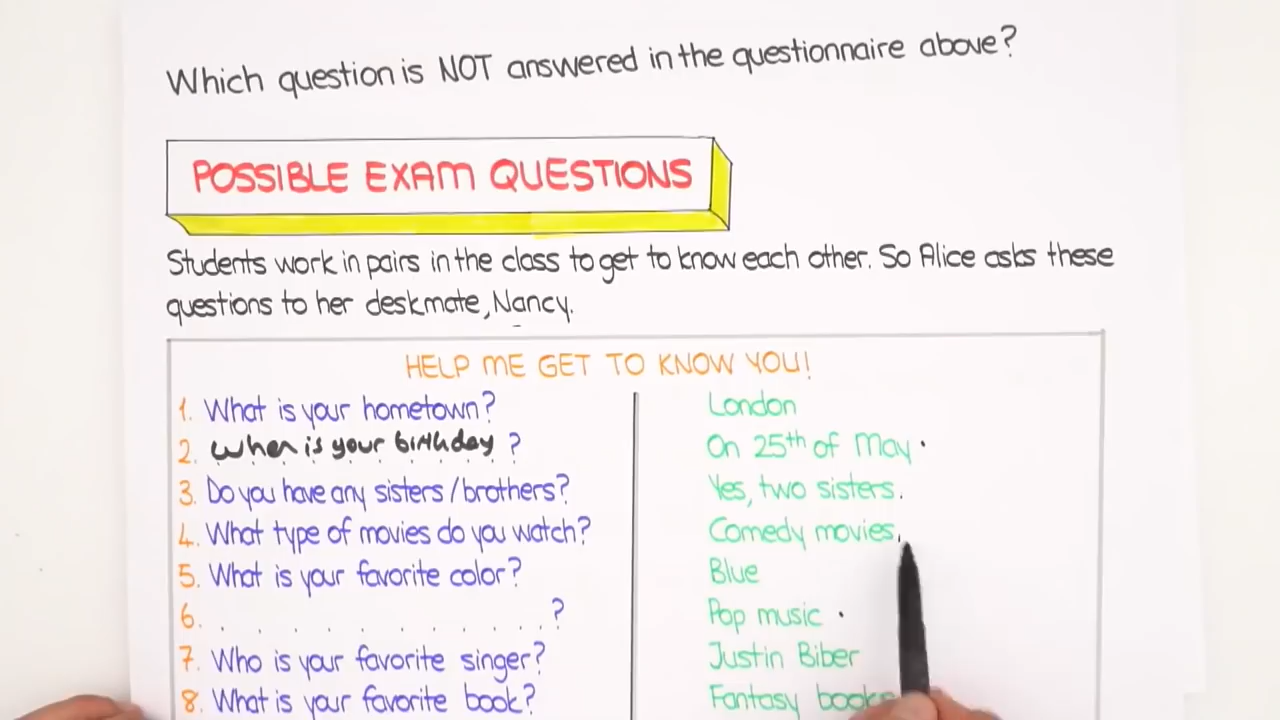 Which question is NOT answered in the questionnaire above?
POSSIBLE EXAM QUESTIONS
Students work in pairs in the class to get to know each other. So Alice asks these
questions to her deskmate, Nancy.
HELP ME GET TO KNOW YOU!
1. What is your hometown? London
2. When is your birthday ? On 25th of May
3. Do you have any sisters/brothers? Yes, two sisters.
4. What type of movies do you watch? Comedy movies
5. What is your favorite color? Blue
6. . . . . . . . . . . . . ? Pop music
7. Who is your favorite singer? Justin Biber
8. What is your favorite book? Fantasy books